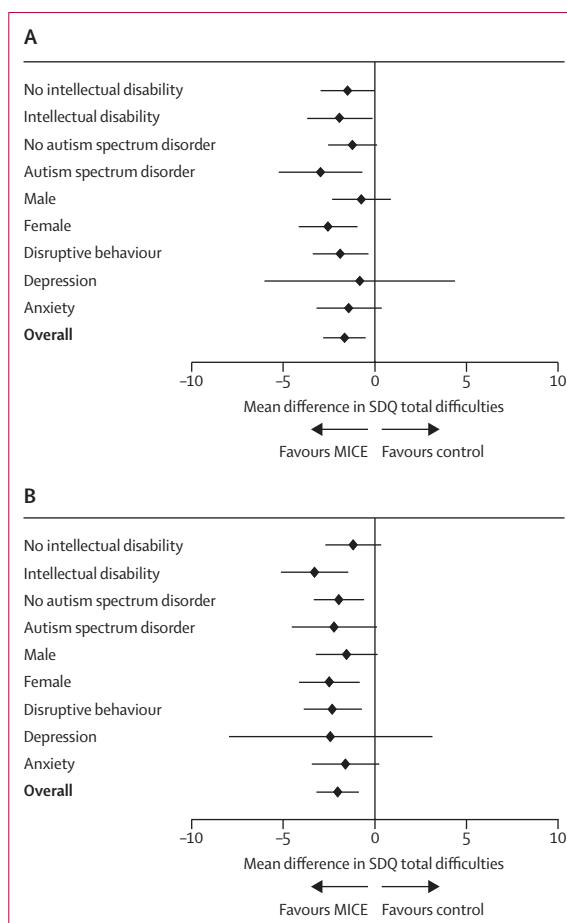 A
No intellectual disability
Intellectual disability
No autism spectrum disorder
Autism spectrum disorder
Male
Female
Disruptive behaviour
Depression
Anxiety
Overall
–10 –5 0 5 10
Mean difference in SDQ total difficulties
Favours MICE Favours control
B
No intellectual disability
Intellectual disability
No autism spectrum disorder
Autism spectrum disorder
Male
Female
Disruptive behaviour
Depression
Anxiety
Overall
–10 –5 0 5 10
Mean difference in SDQ total difficulties
Favours MICE Favours control